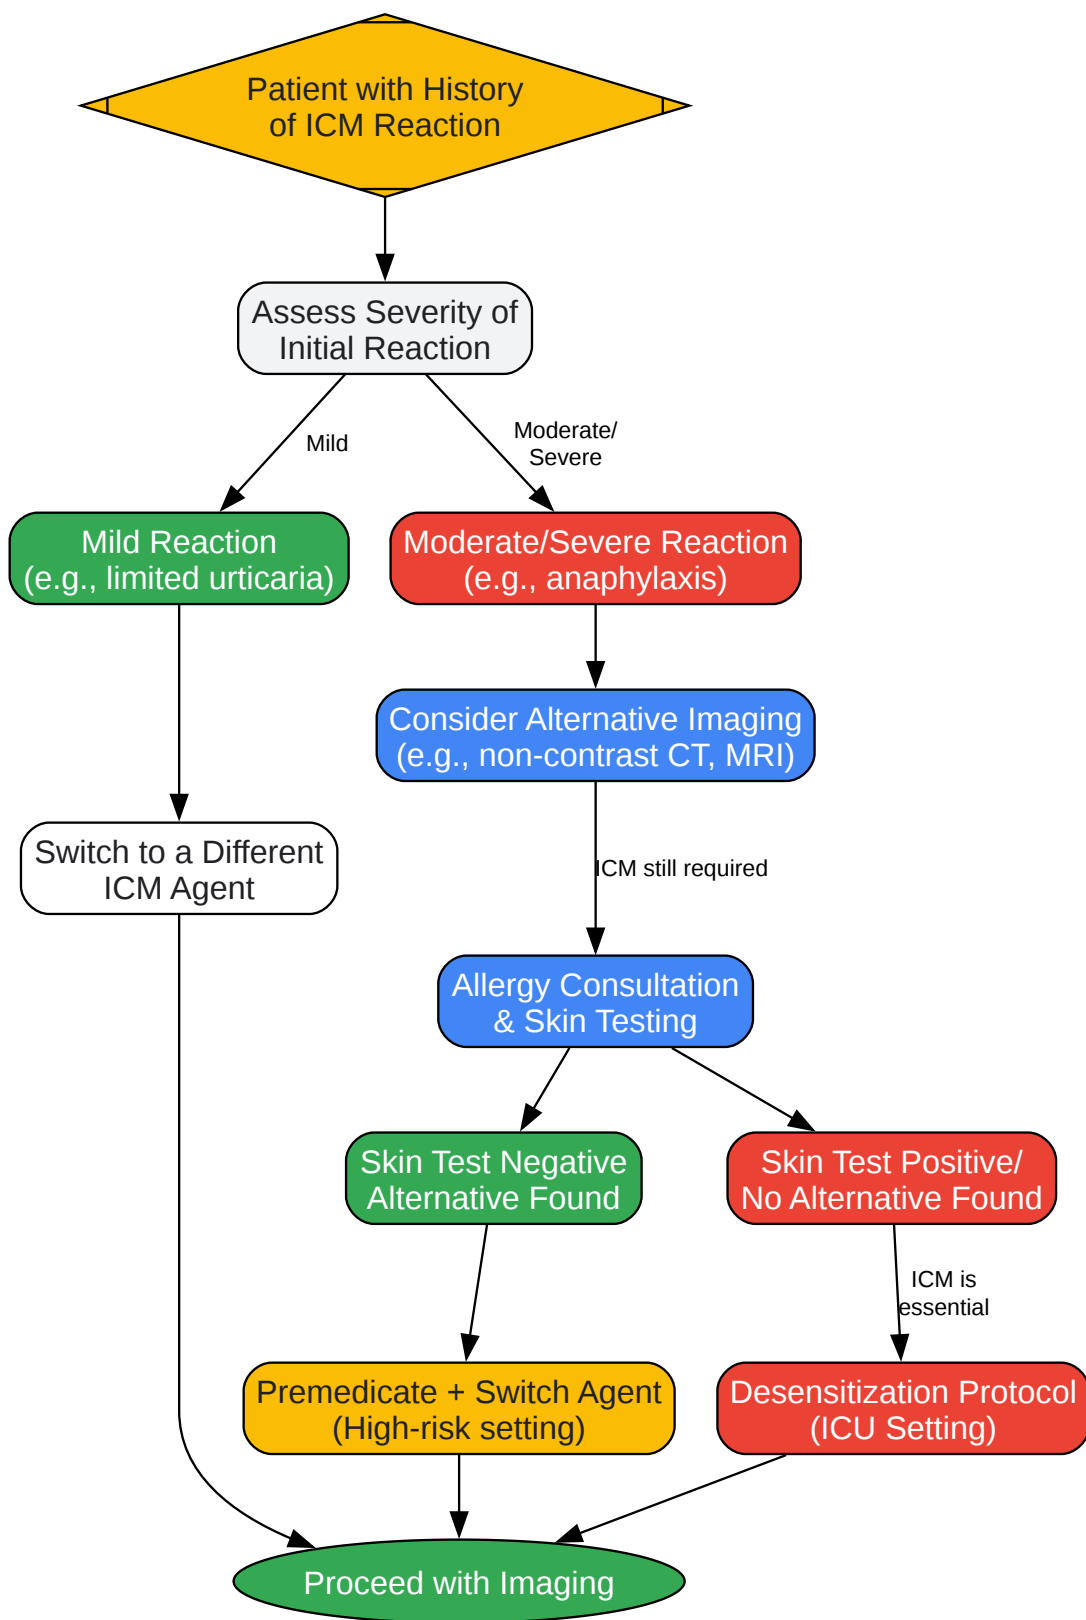 Patient with History
of ICM Reaction
Assess Severity of
Initial Reaction
Mild
Moderate/
Severe
Mild Reaction
(e.g., limited urticaria)
Moderate/Severe Reaction
(e.g., anaphylaxis)
Consider Alternative Imaging
(e.g., non-contrast CT, MRI)
Switch to a Different
ICM Agent
ICM still required
Allergy Consultation
& Skin Testing
Skin Test Negative
Alternative Found
Skin Test Positive/
No Alternative Found
ICM is
essential
Premedicate + Switch Agent
(High-risk setting)
Desensitization Protocol
(ICU Setting)
Proceed with Imaging